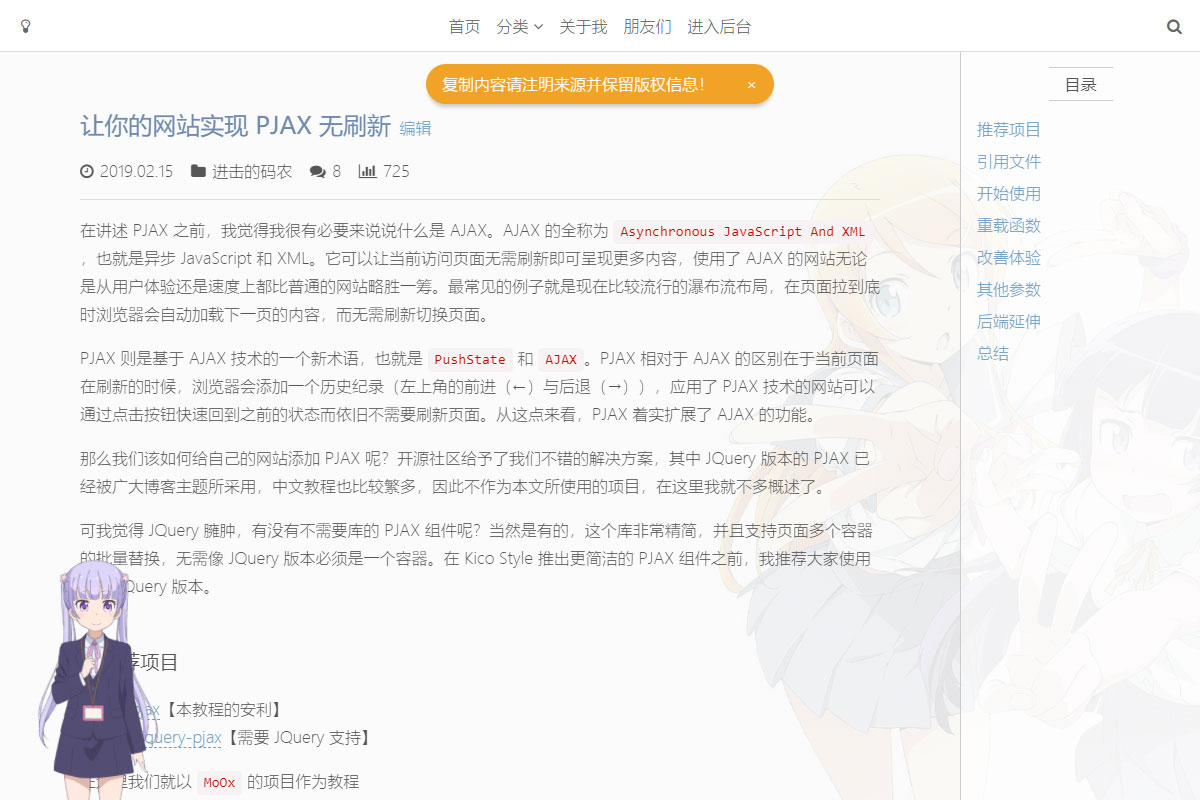 首页 分类 关于我 朋友们 进入后台
复制内容请注明来源并保留版权信息！ ×
让你的网站实现 PJAX 无刷新 编辑
2019.02.15 进击的码农 8 725
在讲述 PJAX 之前，我觉得我很有必要来说说什么是 AJAX。AJAX 的全称为 Asynchronous JavaScript And XML
，也就是异步 JavaScript 和 XML。它可以让当前访问页面无需刷新即可呈现更多内容，使用了 AJAX 的网站无论
是从用户体验还是速度上都比普通的网站略胜一筹。最常见的例子就是现在比较流行的瀑布流布局，在页面拉到底
时浏览器会自动加载下一页的内容，而无需刷新切换页面。
PJAX 则是基于 AJAX 技术的一个新术语，也就是 PushState 和 AJAX 。PJAX 相对于 AJAX 的区别在于当前页面
在刷新的时候，浏览器会添加一个历史纪录（左上角的前进（←）与后退（→）），应用了 PJAX 技术的网站可以
通过点击按钮快速回到之前的状态而依旧不需要刷新页面。从这点来看，PJAX 着实扩展了 AJAX 的功能。
那么我们该如何给自己的网站添加 PJAX 呢？开源社区给予了我们不错的解决方案，其中 JQuery 版本的 PJAX 已
经被广大博客主题所采用，中文教程也比较繁多，因此不作为本文所使用的项目，在这里我就不多概述了。
可我觉得 JQuery 臃肿，有没有不需要库的 PJAX 组件呢？当然是有的，这个库非常精简，并且支持页面多个容器
的批量替换，无需像 JQuery 版本必须是一个容器。在 Kico Style 推出更简洁的 PJAX 组件之前，我推荐大家使用
Query 版本。
荐项目
【本教程的安利】
query-pjax【需要 JQuery 支持】
里我们就以 MoOx 的项目作为教程
目录
推荐项目
引用文件
开始使用
重载函数
改善体验
其他参数
后端延伸
总结